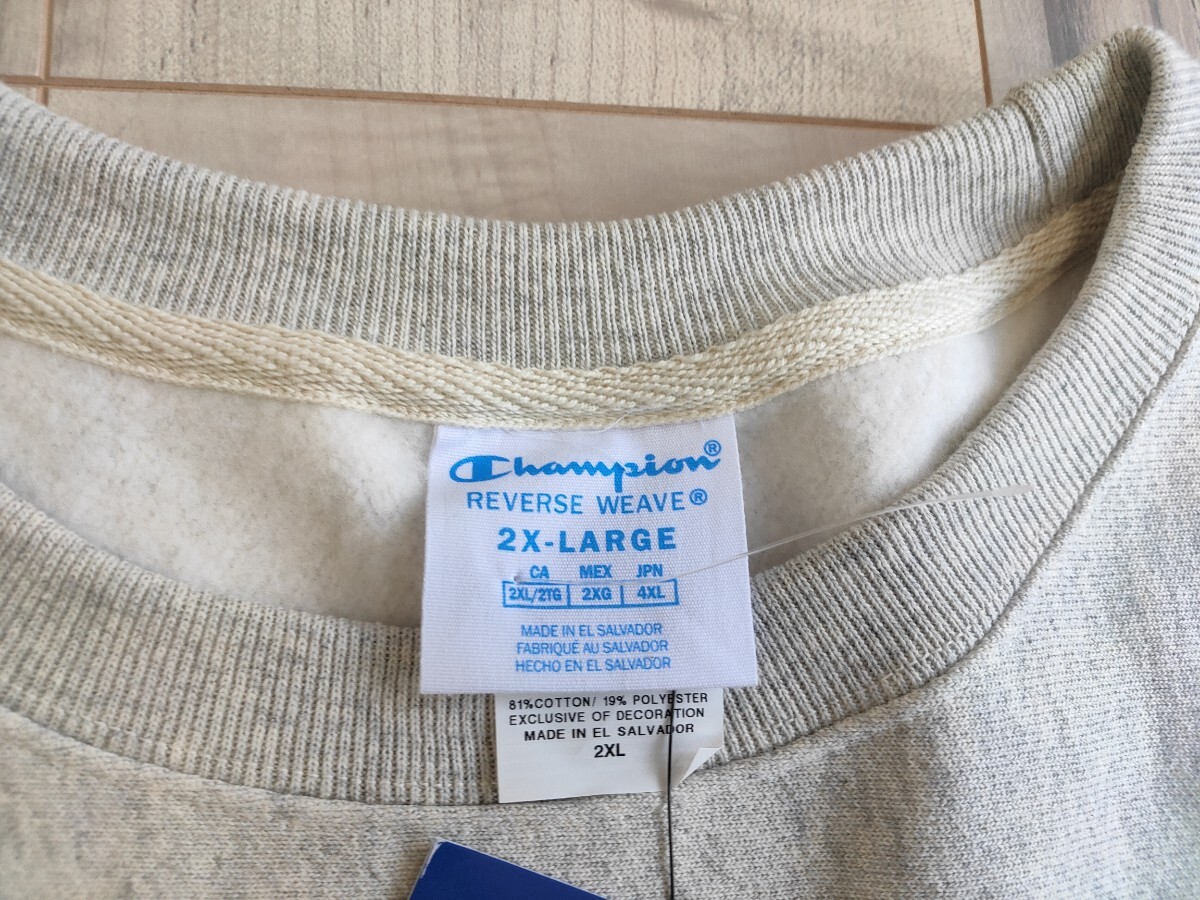 Champion®
REVERSE WEAVE®
2X-LARGE
CA MEX JPN
2XL/2TG 2XG 4XL
MADE IN EL SALVADOR
FABRIQUÉ AU SALVADOR
HECHO EN EL SALVADOR
81%COTTON/ 19% POLYESTER
EXCLUSIVE OF DECORATION
MADE IN EL SALVADOR
2XL